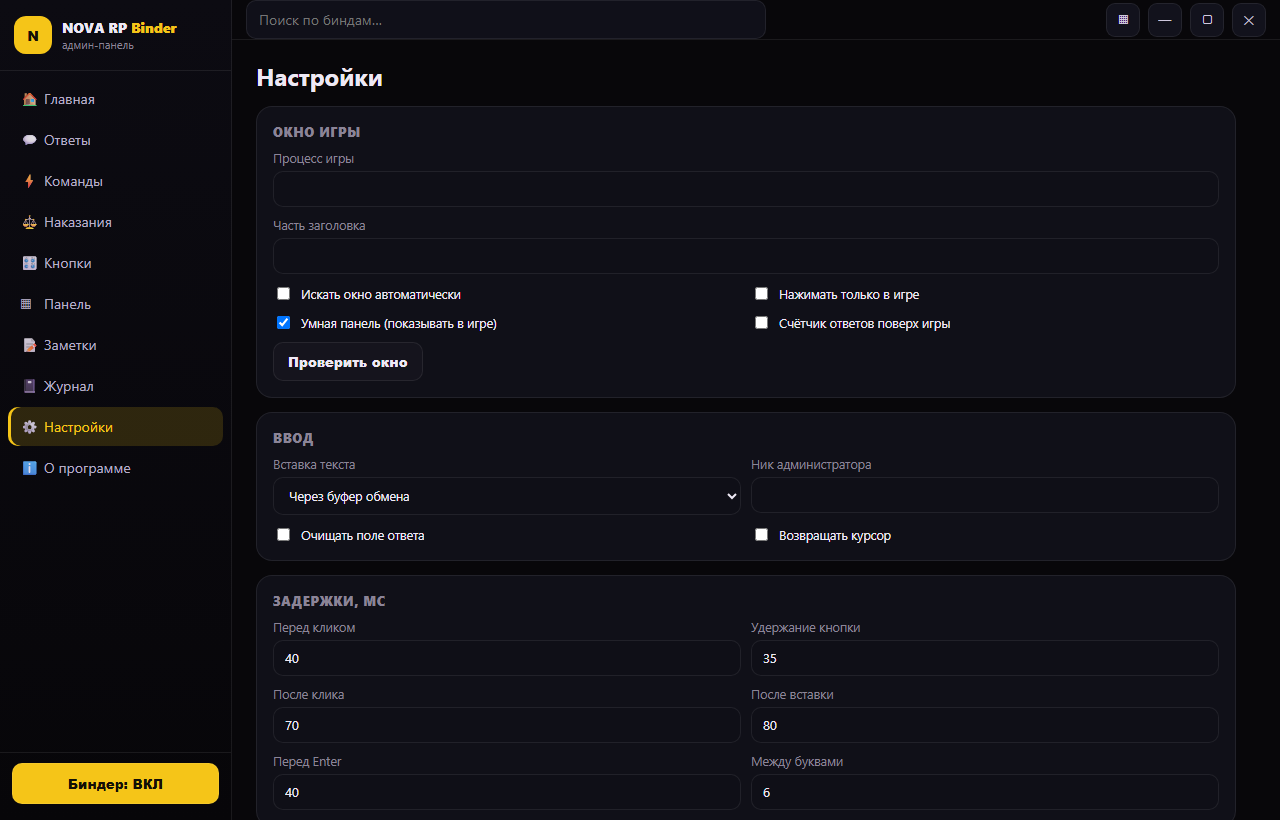 N
NOVA RP Binder
админ-панель
Поиск по биндам...
Главная
Ответы
Команды
Наказания
Кнопки
Панель
Заметки
Журнал
Настройки
О программе
Биндер: ВКЛ
Настройки
ОКНО ИГРЫ
Процесс игры
Часть заголовка
Искать окно автоматически
Нажимать только в игре
Умная панель (показывать в игре)
Счётчик ответов поверх игры
Проверить окно
ВВОД
Вставка текста
Ник администратора
Через буфер обмена
Очищать поле ответа
Возвращать курсор
ЗАДЕРЖКИ, МС
Перед кликом
Удержание кнопки
40
35
После клика
После вставки
70
80
Перед Enter
Между буквами
40
6